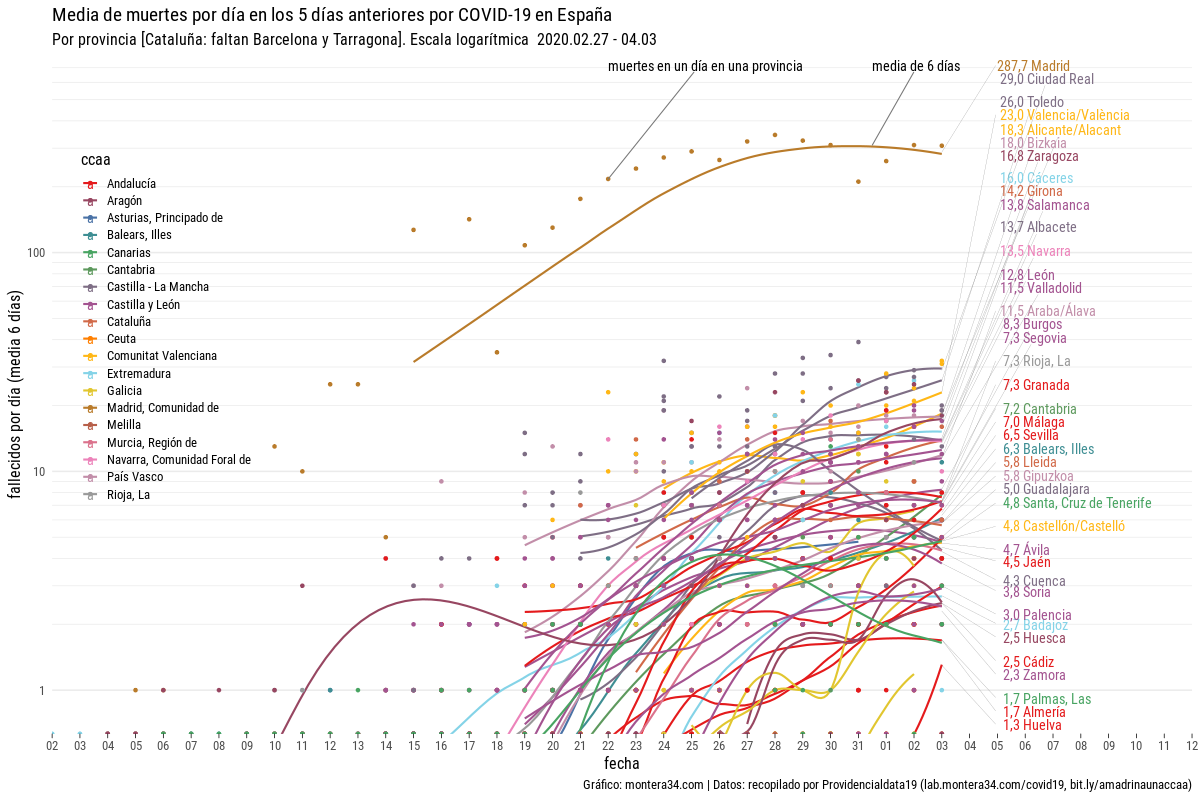 Media de muertes por día en los 5 días anteriores por COVID-19 en España
Por provincia [Cataluña: faltan Barcelona y Tarragona]. Escala logarítmica  2020.02.27 - 04.03
muertes en un día en una provincia
media de 6 días
287,7 Madrid
29,0 Ciudad Real
26,0 Toledo
23,0 Valencia/València
18,3 Alicante/Alacant
18,0 Bizkaia
16,8 Zaragoza
16,0 Cáceres
14,2 Girona
13,8 Salamanca
13,7 Albacete
13,5 Navarra
12,8 León
11,5 Valladolid
11,5 Araba/Álava
8,3 Burgos
7,3 Segovia
7,3 Rioja, La
7,3 Granada
7,2 Cantabria
7,0 Málaga
6,5 Sevilla
6,3 Balears, Illes
5,8 Lleida
5,8 Gipuzkoa
5,0 Guadalajara
4,8 Santa, Cruz de Tenerife
4,8 Castellón/Castelló
4,7 Ávila
4,5 Jaén
4,3 Cuenca
3,8 Soria
3,0 Palencia
2,7 Badajoz
2,5 Huesca
2,5 Cádiz
2,3 Zamora
1,7 Palmas, Las
1,7 Almería
1,3 Huelva
ccaa
Andalucía
Aragón
Asturias, Principado de
Balears, Illes
Canarias
Cantabria
Castilla - La Mancha
Castilla y León
Cataluña
Ceuta
Comunitat Valenciana
Extremadura
Galicia
Madrid, Comunidad de
Melilla
Murcia, Región de
Navarra, Comunidad Foral de
País Vasco
Rioja, La
fallecidos por día (media 6 días)
100
10
1
02 03 04 05 06 07 08 09 10 11 12 13 14 15 16 17 18 19 20 21 22 23 24 25 26 27 28 29 30 31 01 02 03 04 05 06 07 08 09 10 11 12
fecha
Gráfico: montera34.com | Datos: recopilado por Providencialdata19 (lab.montera34.com/covid19, bit.ly/amadrinaunaccaa)